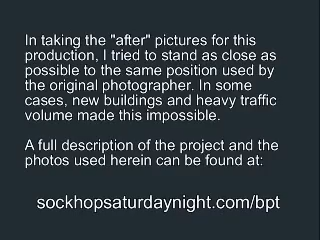 In taking the "after" pictures for this
production, I tried to stand as close as
possible to the same position used by
the original photographer. In some
cases, new buildings and heavy traffic
volume made this impossible.
A full description of the project and the
photos used herein can be found at:
sockhopsaturdaynight.com/bpt